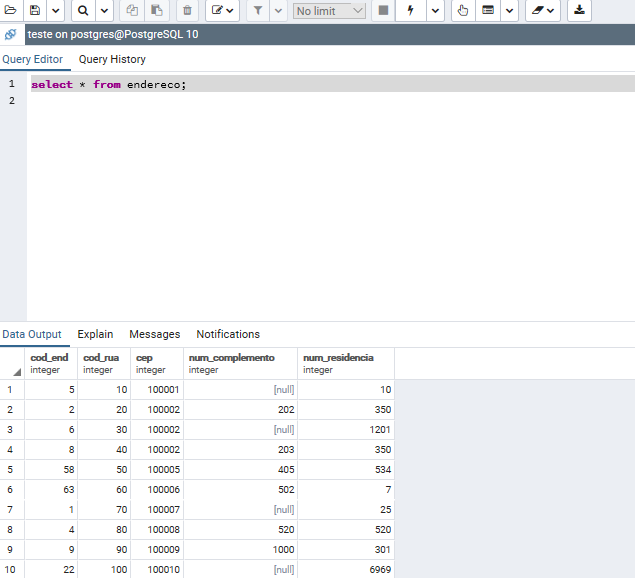 No limit
teste on postgres@PostgreSQL 10
Query Editor Query History
1 select * from endereco;
2
Data Output Explain Messages Notifications
cod_end cod_rua cep num_complemento num_residencia
integer integer integer integer integer
1 5 10 100001 [null] 10
2 2 20 100002 202 350
3 6 30 100002 [null] 1201
4 8 40 100002 203 350
5 58 50 100005 405 534
6 63 60 100006 502 7
7 1 70 100007 [null] 25
8 4 80 100008 520 520
9 9 90 100009 1000 301
10 22 100 100010 [null] 6969